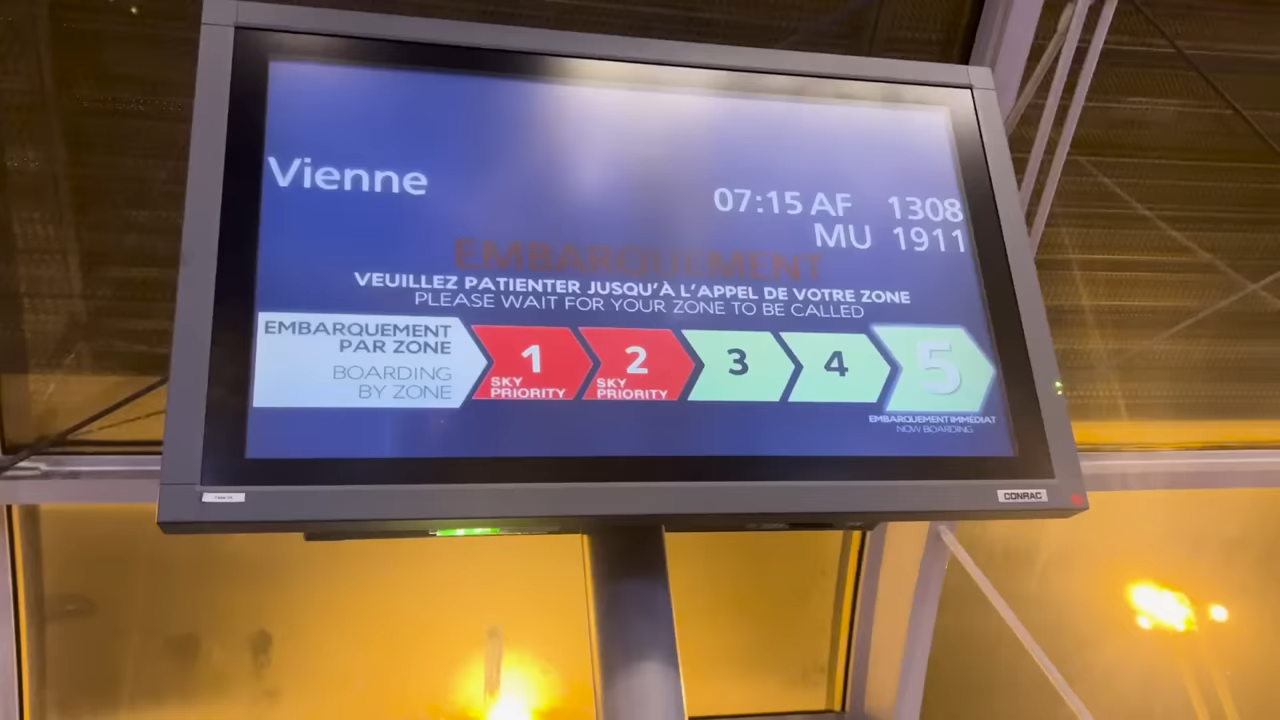 Vienne
07:15 AF 1308
MU 1911
EMBARQUEMENT
VEUILLEZ PATIENTER JUSQU'À L'APPEL DE VOTRE ZONE
PLEASE WAIT FOR YOUR ZONE TO BE CALLED
EMBARQUEMENT
PAR ZONE
BOARDING
BY ZONE
1
SKY
PRIORITY
2
SKY
PRIORITY
3
4
5
EMBARQUEMENT IMMEDIAT
NOW BOARDING
CONRAC